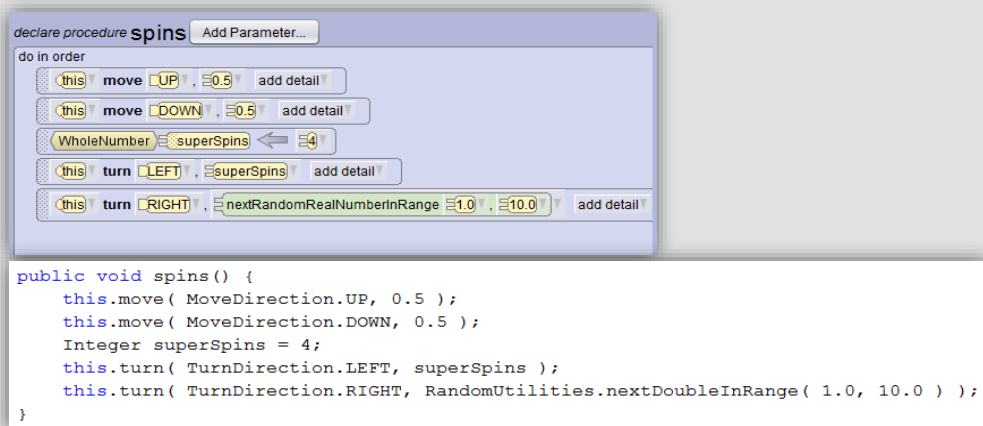 declare procedure spins Add Parameter...
do in order
this move UP , 0.5 add detail
this move DOWN , 0.5 add detail
WholeNumber superSpins 4
this turn LEFT , superSpins add detail
this turn RIGHT , nextRandomRealNumberInRange 1.0 , 10.0 add detail
public void spins() {
    this.move( MoveDirection.UP, 0.5 );
    this.move( MoveDirection.DOWN, 0.5 );
    Integer superSpins = 4;
    this.turn( TurnDirection.LEFT, superSpins );
    this.turn( TurnDirection.RIGHT, RandomUtilities.nextDoubleInRange( 1.0, 10.0 ) );
}